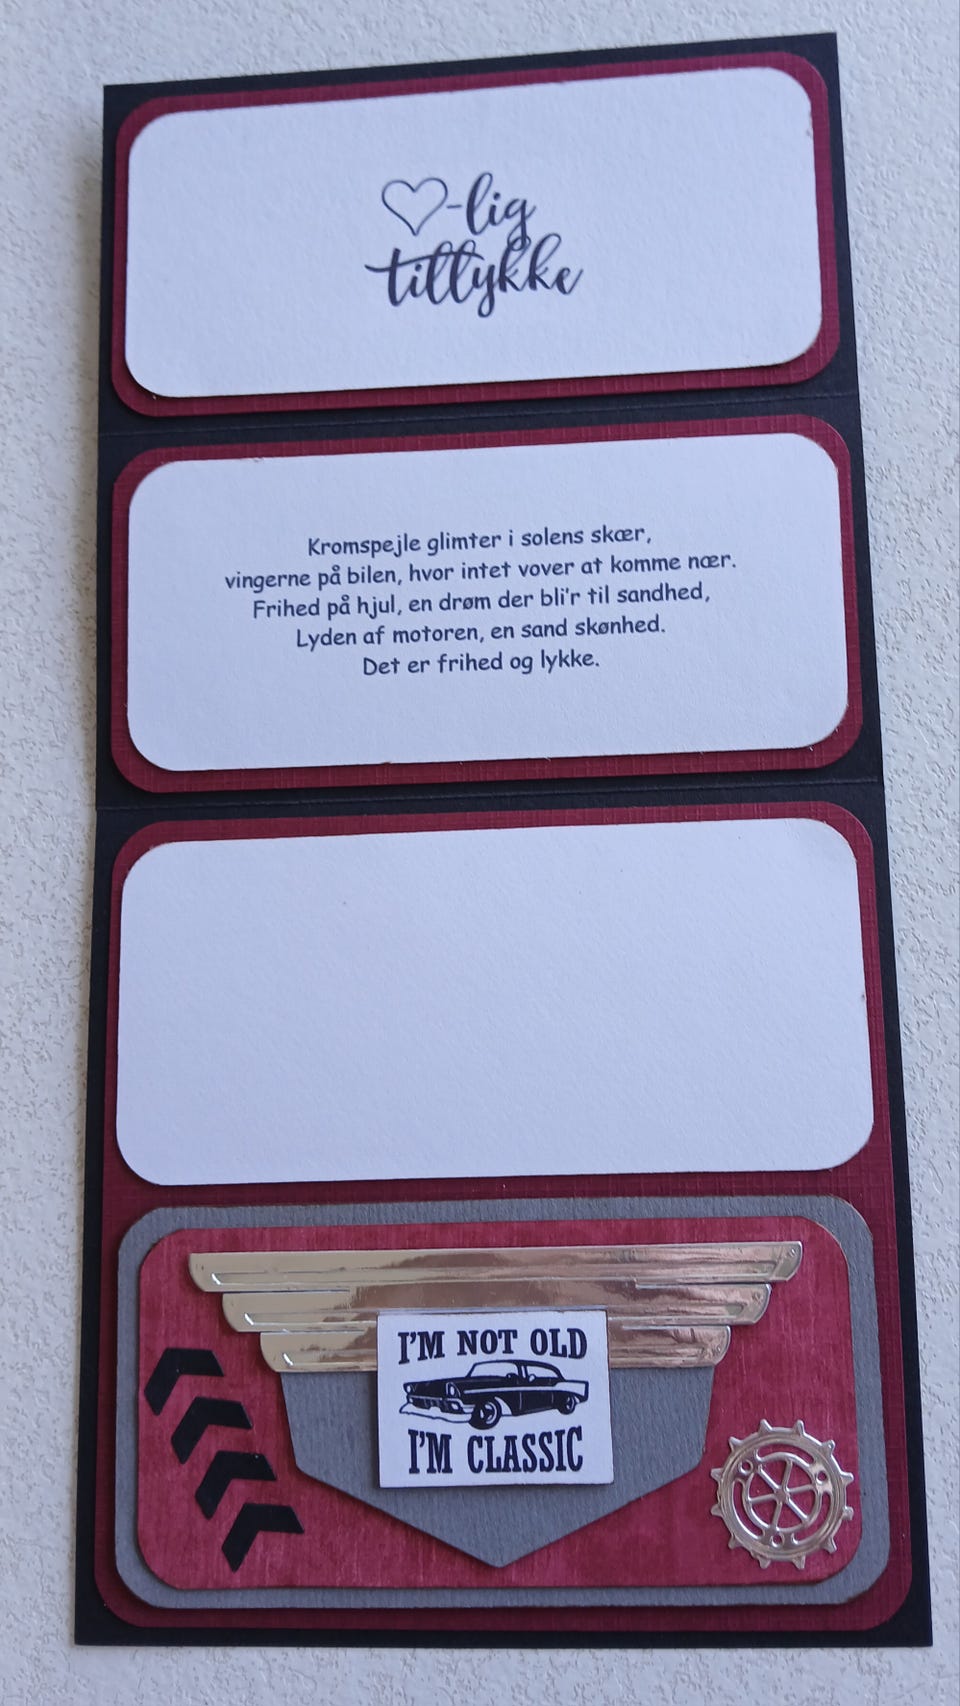 ♡-lig
tillykke
Kromspejle glimter i solens skær,
vingerne på bilen, hvor intet vover at komme nær.
Frihed på hjul, en drøm der bli'r til sandhed,
Lyden af motoren, en sand skønhed.
Det er frihed og lykke.
I'M NOT OLD
I'M CLASSIC